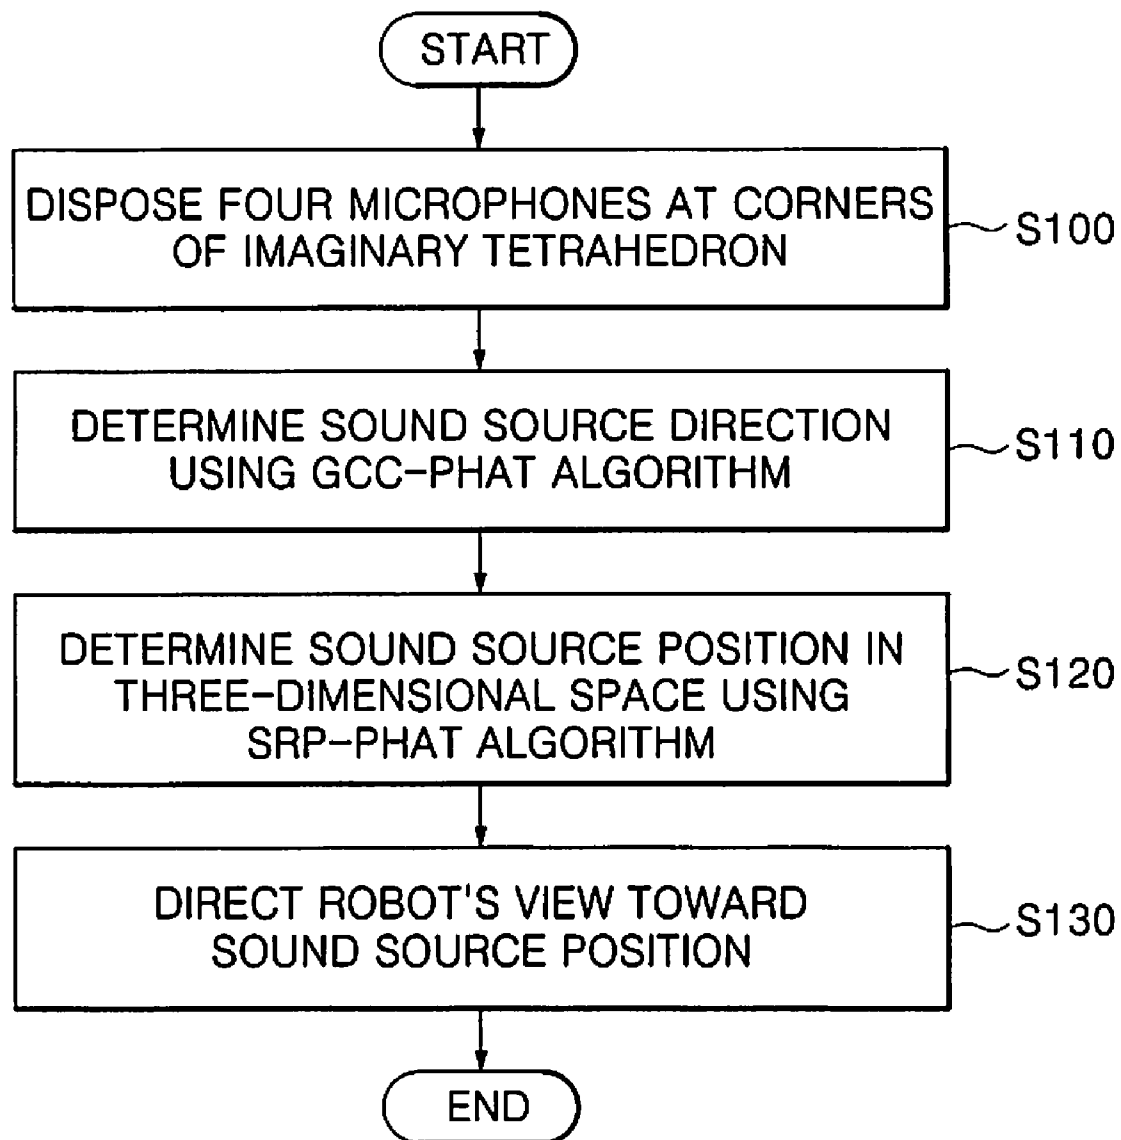 START
DISPOSE FOUR MICROPHONES AT CORNERS
OF IMAGINARY TETRAHEDRON
S100
DETERMINE SOUND SOURCE DIRECTION
USING GCC-PHAT ALGORITHM
S110
DETERMINE SOUND SOURCE POSITION IN
THREE-DIMENSIONAL SPACE USING
SRP-PHAT ALGORITHM
S120
DIRECT ROBOT'S VIEW TOWARD
SOUND SOURCE POSITION
S130
END